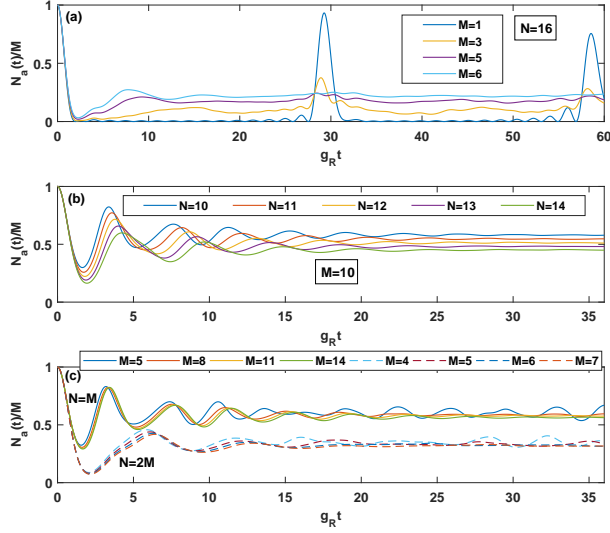 (a)
N=16
M=1
M=3
M=5
M=6
N_a(t)/M
1
0.5
0
0 10 20 30 40 50 60
g_R t
(b)
N=10 N=11 N=12 N=13 N=14
M=10
N_a(t)/M
1
0.5
0
0 5 10 15 20 25 30 35
g_R t
M=5 M=8 M=11 M=14 M=4 M=5 M=6 M=7
(c)
N=M
N=2M
N_a(t)/M
1
0.5
0
0 5 10 15 20 25 30 35
g_R t